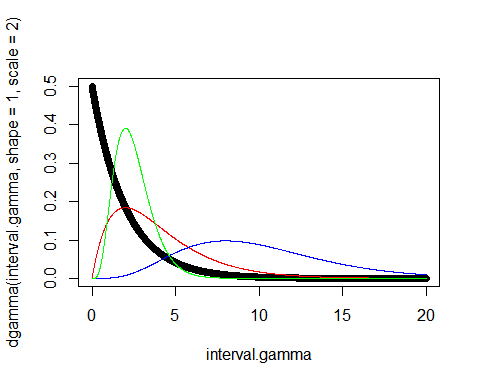 dgamma(interval.gamma, shape = 1, scale = 2)
0.5
0.4
0.3
0.2
0.1
0.0
0 5 10 15 20
interval.gamma